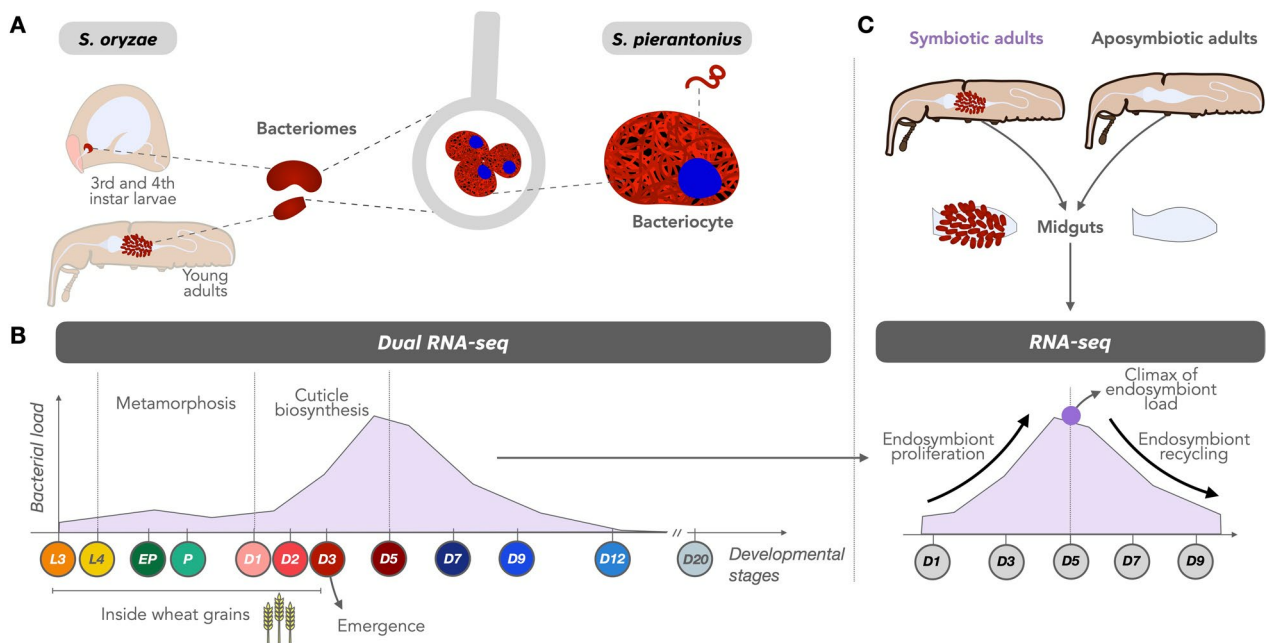 A
S. oryzae
S. pierantonius
Bacteriomes
3rd and 4th
instar larvae
Bacteriocyte
Young
adults
B
Dual RNA-seq
Bacterial load
Metamorphosis
Cuticle
biosynthesis
L3
L4
EP
P
D1
D2
D3
D5
D7
D9
D12
//
D20
Developmental
stages
Inside wheat grains
Emergence
C
Symbiotic adults
Aposymbiotic adults
Midguts
RNA-seq
Climax of
endosymbiont
load
Endosymbiont
proliferation
Endosymbiont
recycling
D1
D3
D5
D7
D9